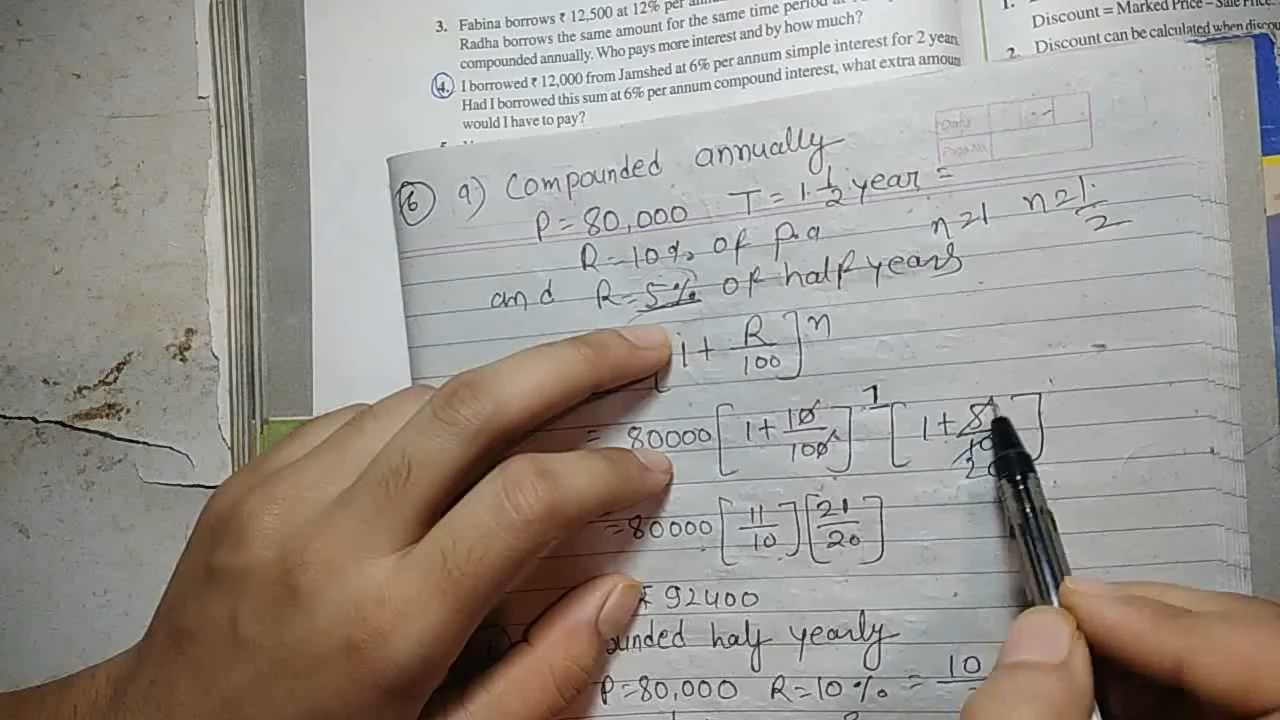 3. Fabina borrows ₹ 12,500 at 12% per
Radha borrows the same amount for the same time period
compounded annually. Who pays more interest and by how much?
4. I borrowed ₹ 12,000 from Jamshed at 6% per annum simple interest for 2 years
Had I borrowed this sum at 6% per annum compound interest, what extra amoun
would I have to pay?
1.
Discount = Marked Price – Sale Price.
2. Discount can be calculated when discou
Date
Page No
6 a) Compounded annually
P = 80,000 T = 1 1/2 year =
R = 10% of p.a n=1 n=1/2
and R = 5% of half years
1 + R/100 ] n
= 80000 [ 1 + 10/100 ] 1 [ 1 + 5/ ]
= 80000 [ 11/10 ] [ 21/20 ]
₹ 92400
ounded half yearly
P = 80,000 R = 10% = 10